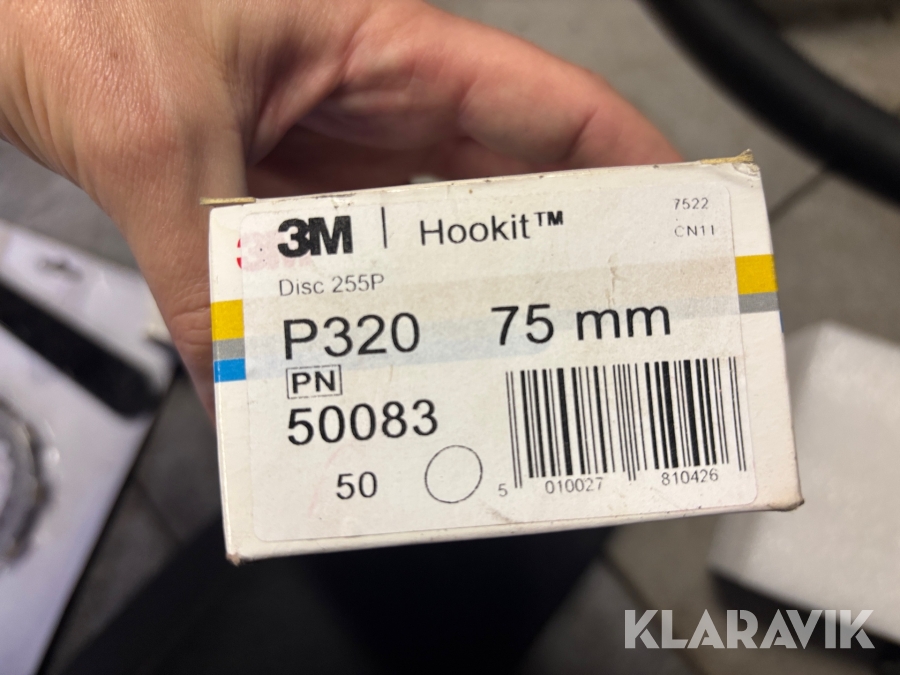 3M | Hookit™
7522
CN11
Disc 255P
P320 75 mm
PN
50083
50
5 010027 810426
KLARAVIK